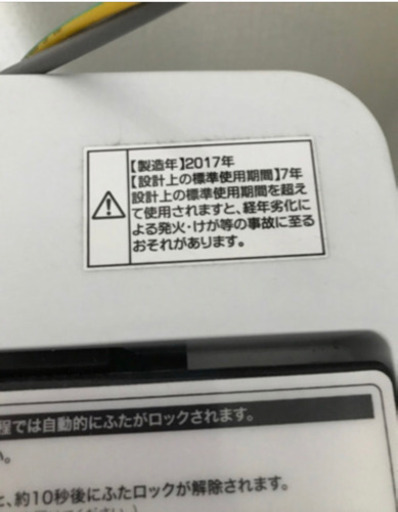 【製造年】2017年
【設計上の標準使用期間】7年
設計上の標準使用期間を超え
て使用されますと、経年劣化に
よる発火・けが等の事故に至る
おそれがあります。
程では自動的にふたがロックされます。
い。
と、約10秒後にふたロックが解除されます。